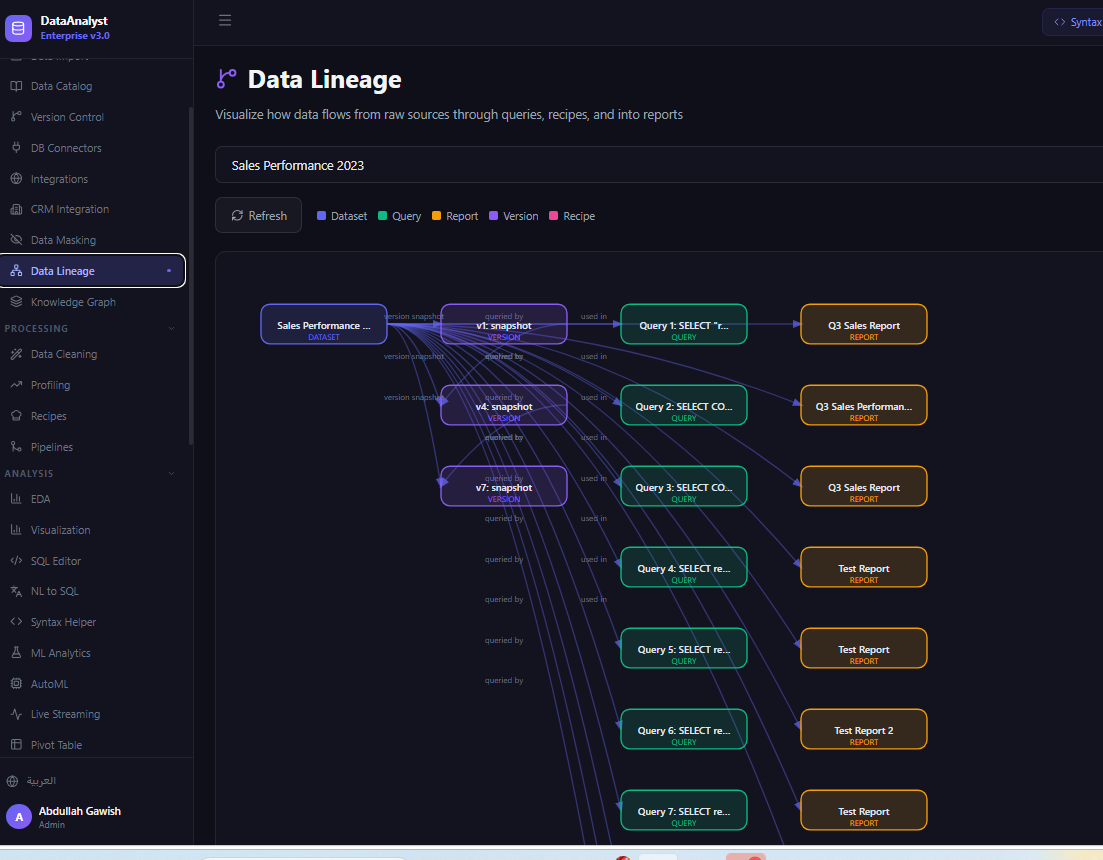 DataAnalyst
Enterprise v3.0
Data Import
Data Catalog
Version Control
DB Connectors
Integrations
CRM Integration
Data Masking
Data Lineage
Knowledge Graph
PROCESSING
Data Cleaning
Profiling
Recipes
Pipelines
ANALYSIS
EDA
Visualization
SQL Editor
NL to SQL
Syntax Helper
ML Analytics
AutoML
Live Streaming
Pivot Table
العربية
A
Abdullah Gawish
Admin
Syntax
Data Lineage
Visualize how data flows from raw sources through queries, recipes, and into reports
Sales Performance 2023
Refresh
Dataset
Query
Report
Version
Recipe
Sales Performance ...
DATASET
version snapshot
version snapshot
version snapshot
v1: snapshot
VERSION
v4: snapshot
VERSION
v7: snapshot
VERSION
queried by
queried by
queried by
queried by
queried by
queried by
queried by
queried by
queried by
queried by
used in
used in
used in
used in
used in
used in
used in
used in
Query 1: SELECT "r...
QUERY
Query 2: SELECT CO...
QUERY
Query 3: SELECT CO...
QUERY
Query 4: SELECT re...
QUERY
Query 5: SELECT re...
QUERY
Query 6: SELECT re...
QUERY
Query 7: SELECT re...
QUERY
Q3 Sales Report
REPORT
Q3 Sales Performan...
REPORT
Q3 Sales Report
REPORT
Test Report
REPORT
Test Report
REPORT
Test Report 2
REPORT
Test Report
REPORT